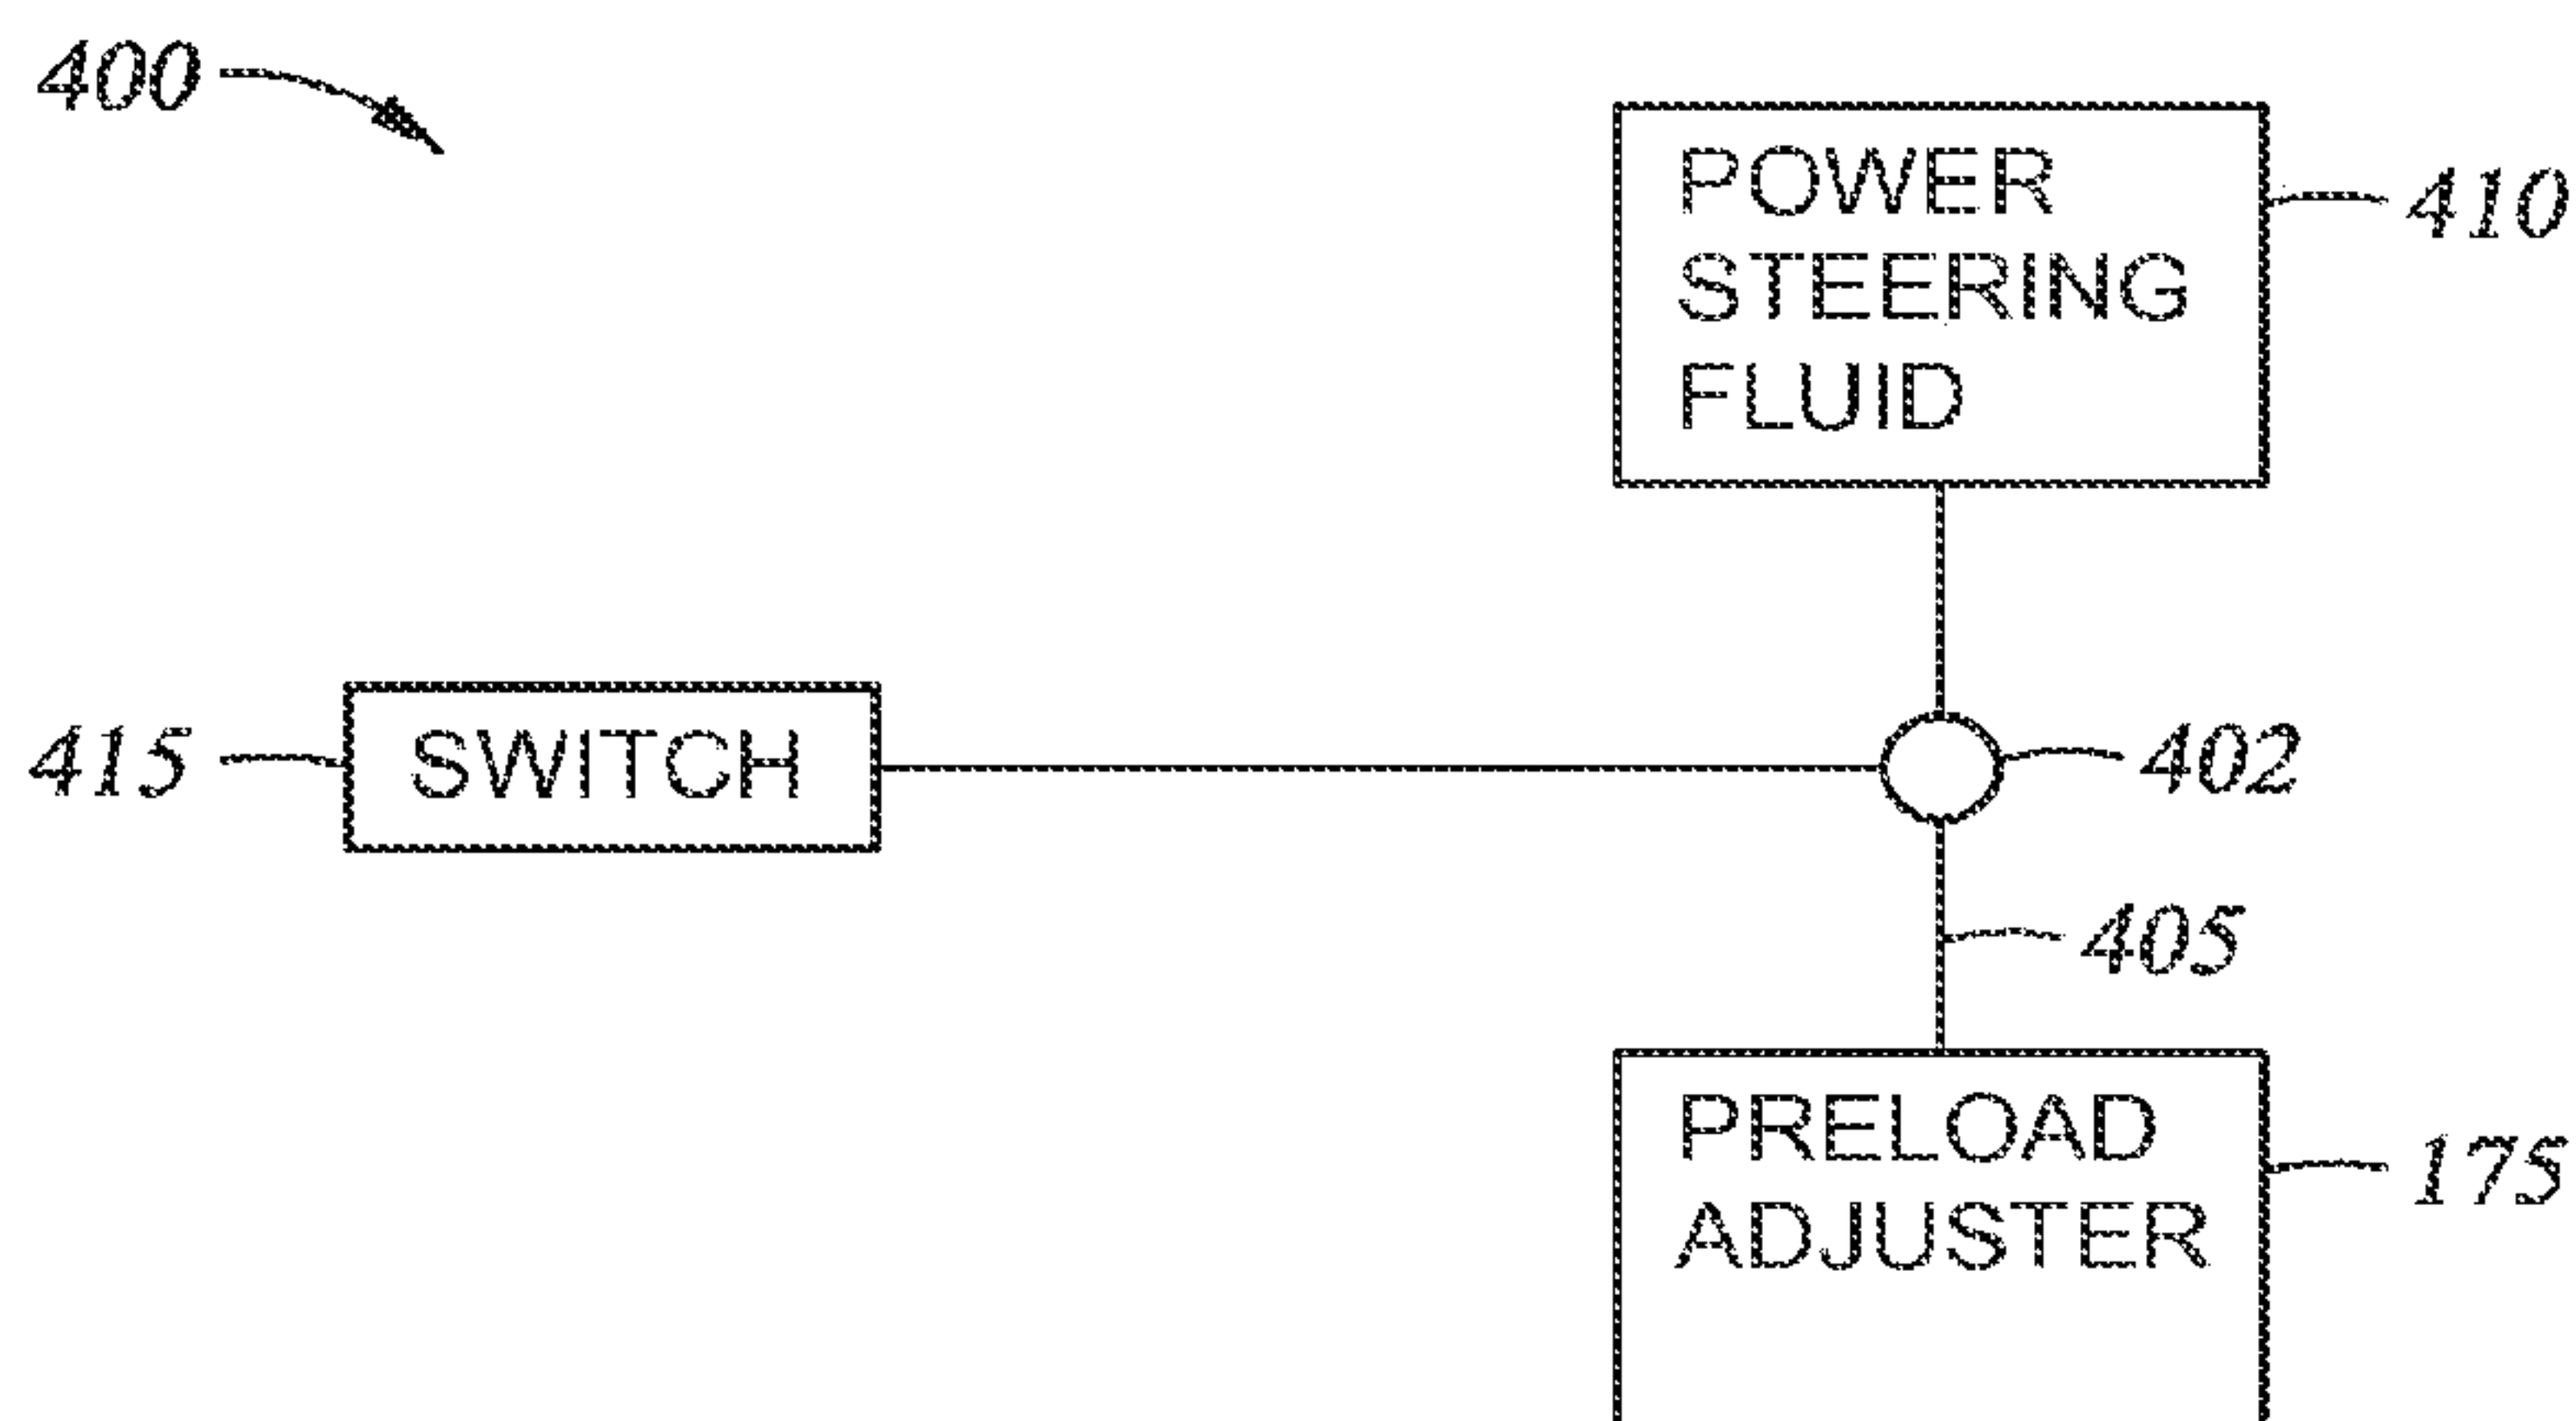 400
POWER
STEERING
FLUID
410
415
SWITCH
402
405
PRELOAD
ADJUSTER
175